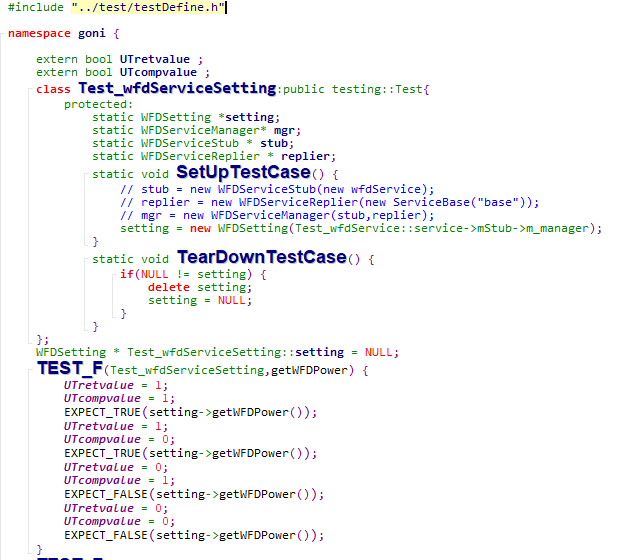 #include "../test/testDefine.h"
namespace goni {
extern bool UTretvalue ;
extern bool UTcompvalue ;
class Test_wfdServiceSetting:public testing::Test{
protected:
static WFDSetting *setting;
static WFDServiceManager* mgr;
static WFDServiceStub * stub;
static WFDServiceReplier * replier;
static void SetUpTestCase() {
// stub = new WFDServiceStub(new wfdService);
// replier = new WFDServiceReplier(new ServiceBase("base"));
// mgr = new WFDServiceManager(stub,replier);
setting = new WFDSetting(Test_wfdService::service->mStub->m_manager);
}
static void TearDownTestCase() {
if(NULL != setting) {
delete setting;
setting = NULL;
}
}
};
WFDSetting * Test_wfdServiceSetting::setting = NULL;
TEST_F(Test_wfdServiceSetting,getWFDPower) {
UTretvalue = 1;
UTcompvalue = 1;
EXPECT_TRUE(setting->getWFDPower());
UTretvalue = 1;
UTcompvalue = 0;
EXPECT_TRUE(setting->getWFDPower());
UTretvalue = 0;
UTcompvalue = 1;
EXPECT_FALSE(setting->getWFDPower());
UTretvalue = 0;
UTcompvalue = 0;
EXPECT_FALSE(setting->getWFDPower());
}